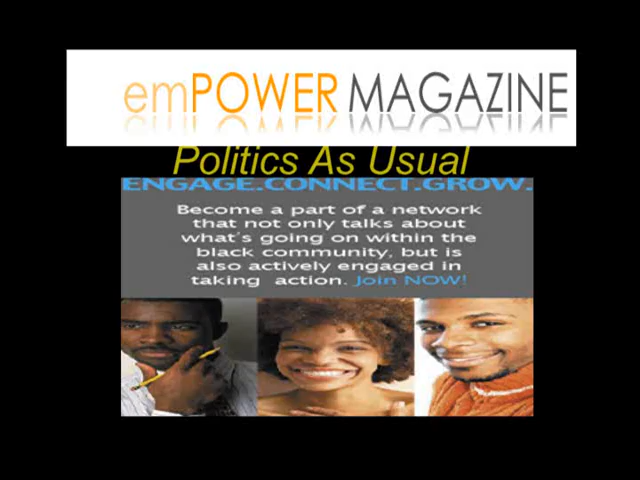 emPOWER MAGAZINE
Politics As Usual
ENGAGE.CONNECT.GROW.
Become a part of a network
that not only talks about
what's going on within the
black community, but is
also actively engaged in
taking action. Join NOW!